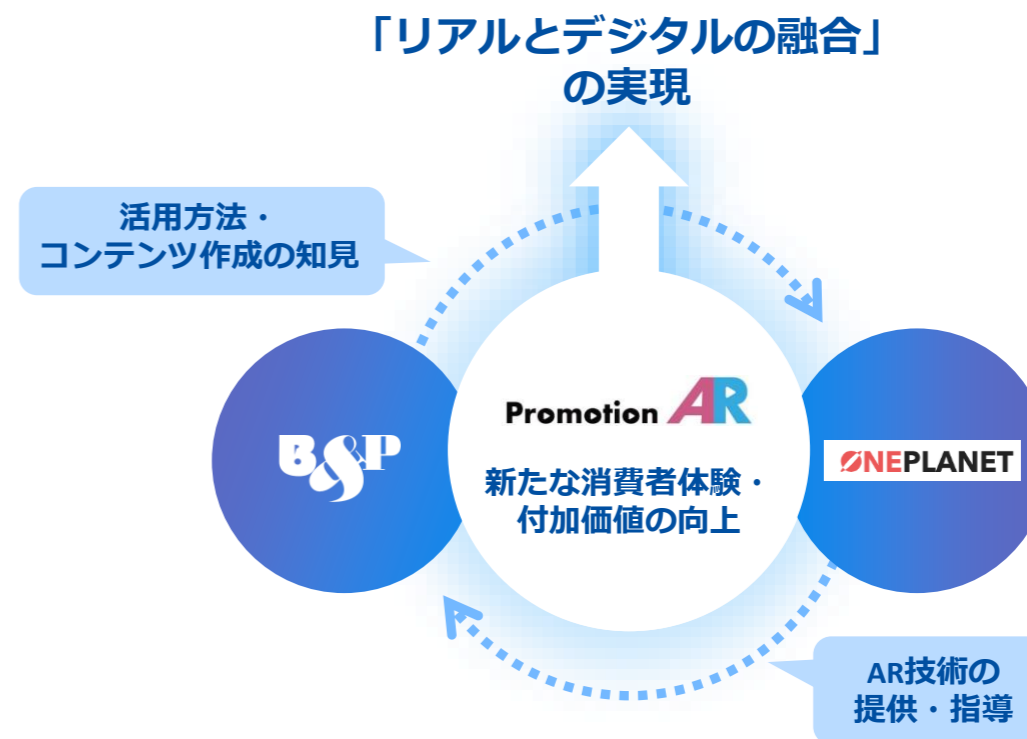 「リアルとデジタルの融合」
の実現
活用方法・
コンテンツ作成の知見
B&P
Promotion AR
新たな消費者体験・
付加価値の向上
ONEPLANET
AR技術の
提供・指導